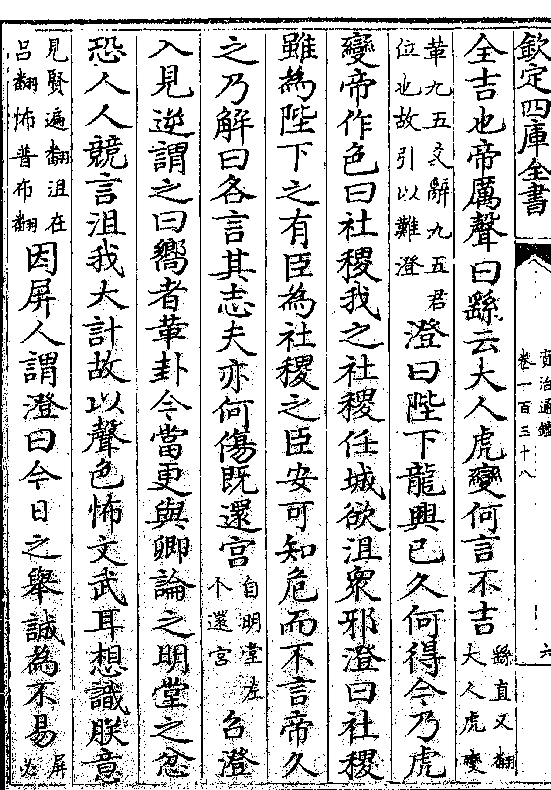 欽定四庫全書
資治通鑑
卷一百三十八
六
全吉也帝厲聲曰繇云大人虎變何言不吉繇直又翻大人虎變
革九五爻辭九五君位也故引以難澄澄曰陛下龍興已久何得今乃虎
變帝作色曰社稷我之社稷任城欲沮衆邪澄曰社稷
雖為陛下之有臣為社稷之臣安可知危而不言帝久
之乃解曰各言其志夫亦何傷既還宮自明堂左个還宮召澄
入見逆謂之曰嚮者革卦今當更與卿論之明堂之忿
恐人人競言沮我大計故以聲色怖文武耳想識朕意
見賢遍翻沮在吕翻怖普布翻因屏人謂澄曰今日之舉誠為不易屏必